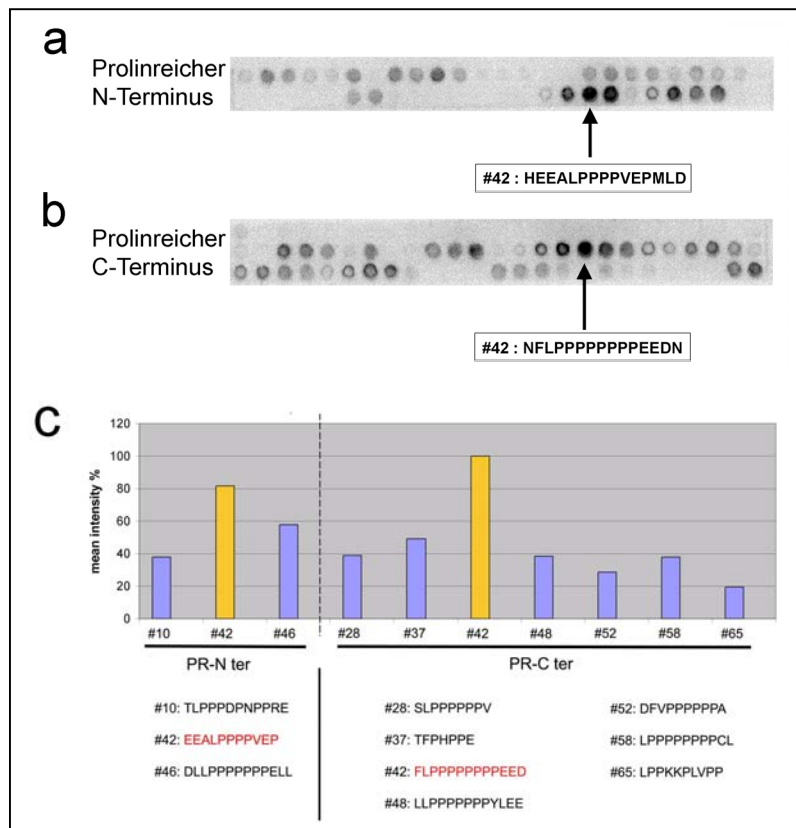 a
Prolinreicher
N-Terminus
#42 : HEEALPPPPVEPMLD
b
Prolinreicher
C-Terminus
#42 : NFLPPPPPPPPEEDN
c
mean intensity %
120
100
80
60
40
20
0
#10 #42 #46 #28 #37 #42 #48 #52 #58 #65
PR-N ter PR-C ter
#10: TLPPPDPNPPRE #28: SLPPPPPPV #52: DFVPPPPPPA
#42: EEALPPPPVEP #37: TFPHPPE #58: LPPPPPPPPCL
#46: DLLPPPPPPPELL #42: FLPPPPPPPPEED #65: LPPKKPLVPP
#48: LLPPPPPPPYLEE